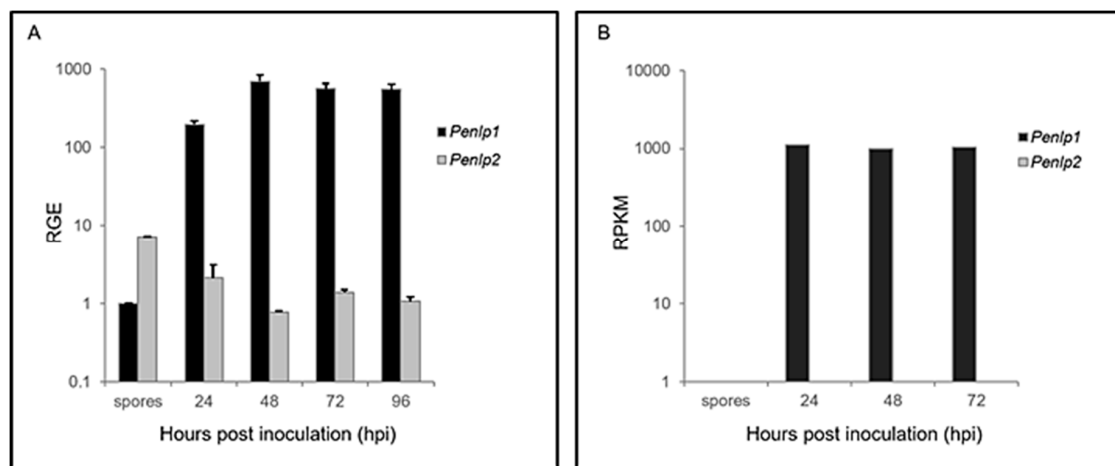 A
RGE
1000
100
10
1
0.1
spores 24 48 72 96
Hours post inoculation (hpi)
Penlp1
Penlp2
B
RPKM
10000
1000
100
10
1
spores 24 48 72
Hours post inoculation (hpi)
Penlp1
Penlp2